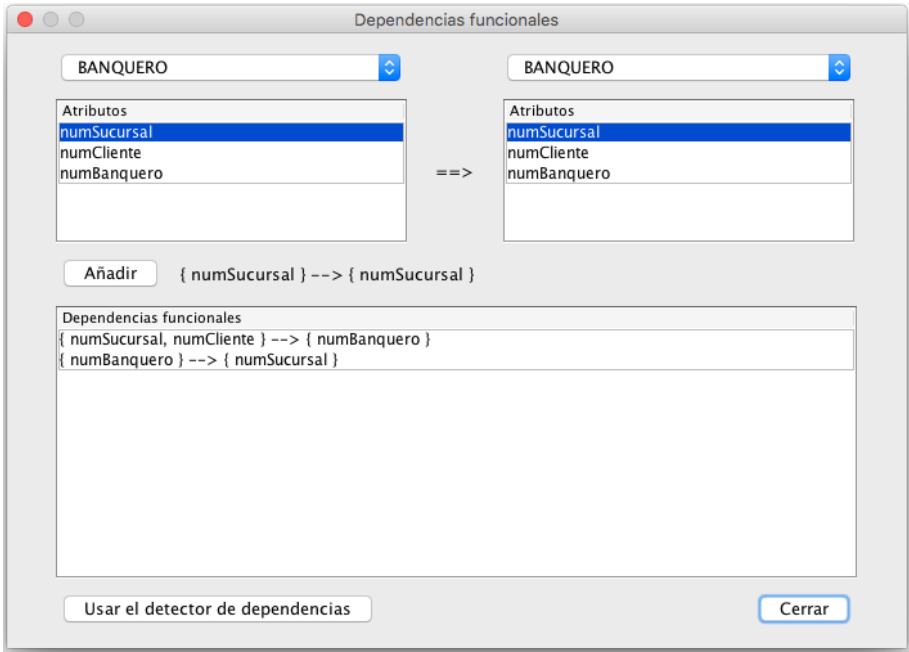 Dependencias funcionales
BANQUERO BANQUERO
Atributos Atributos
numSucursal numSucursal
numCliente numCliente
numBanquero ==> numBanquero
Añadir { numSucursal } --> { numSucursal }
Dependencias funcionales
{ numSucursal, numCliente } --> { numBanquero }
{ numBanquero } --> { numSucursal }
Usar el detector de dependencias Cerrar